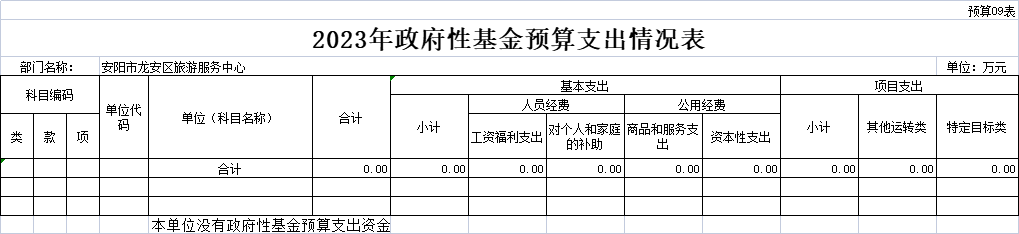 预算09表
2023年政府性基金预算支出情况表
部门名称： 安阳市龙安区旅游服务中心 单位：万元
科目编码 单位代码 单位（科目名称） 合计 基本支出 项目支出
类 款 项 小计 人员经费 公用经费 小计 其他运转类 特定目标类
工资福利支出 对个人和家庭的补助 商品和服务支出 资本性支出
合计 0.00 0.00 0.00 0.00 0.00 0.00 0.00 0.00 0.00
本单位没有政府性基金预算支出资金